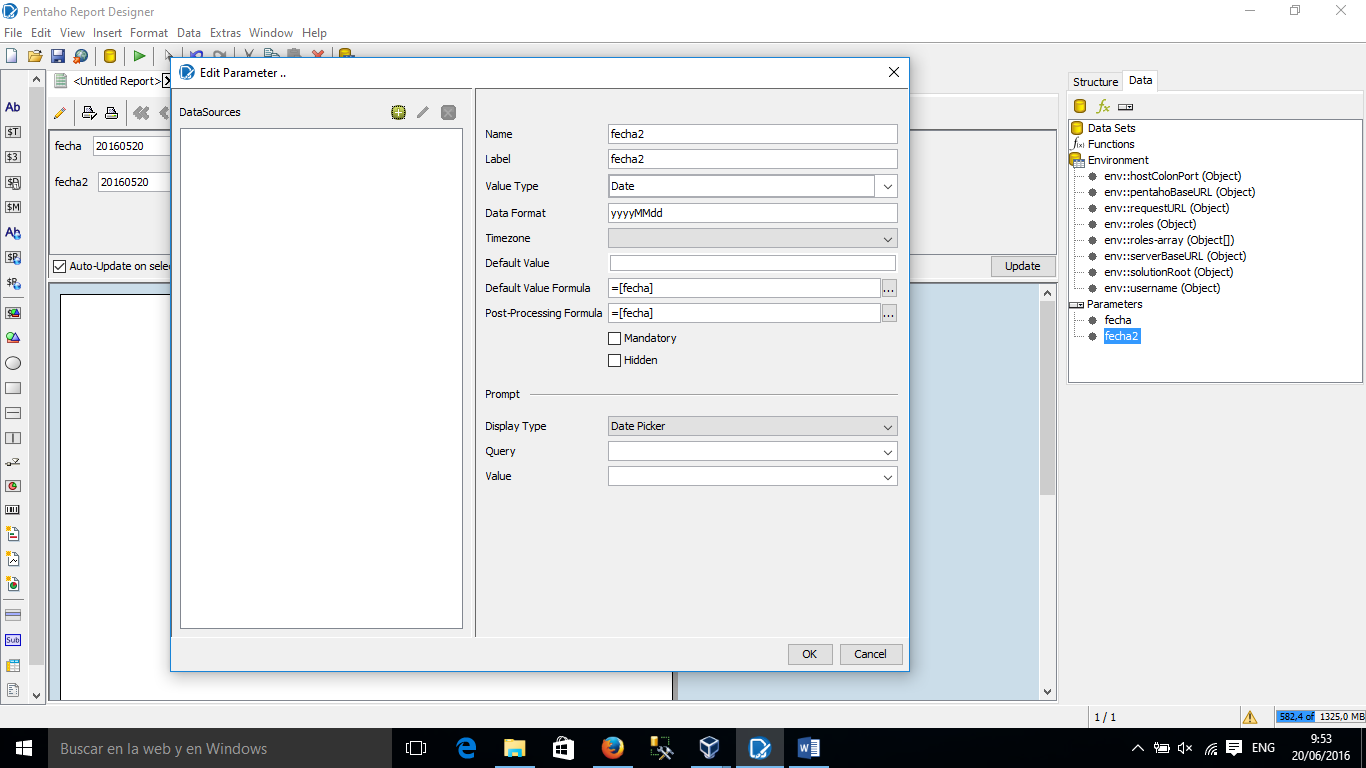 Pentaho Report Designer
File Edit View Insert Format Data Extras Window Help
<Untitled Report>
Edit Parameter ..
Structure Data
DataSources
Ab
$T
$3
$M
Ab
$P
$P
Sub
fecha 20160520
fecha2 20160520
Auto-Update on selec
Update
Name fecha2
Label fecha2
Value Type Date
Data Format yyyyMMdd
Timezone
Default Value
Default Value Formula =[fecha] ...
Post-Processing Formula =[fecha] ...
Mandatory
Hidden
Prompt
Display Type Date Picker
Query
Value
OK Cancel
Data Sets
Functions
Environment
env::hostColonPort (Object)
env::pentahoBaseURL (Object)
env::requestURL (Object)
env::roles (Object)
env::roles-array (Object[])
env::serverBaseURL (Object)
env::solutionRoot (Object)
env::username (Object)
Parameters
fecha
fecha2
1 / 1
582,4 of 1325,0 MB
Buscar en la web y en Windows
ENG
9:53
20/06/2016